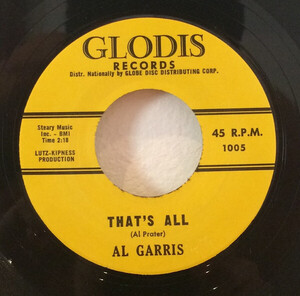 GLODIS
RECORDS
Distr. Nationally by GLOBE DISC DISTRIBUTING CORP.
Steary Music
Inc. - BMI
Time 2:18
LUTZ-KIPNESS
PRODUCTION
45 R.P.M.
1005
THAT'S ALL
(Al Prater)
AL GARRIS